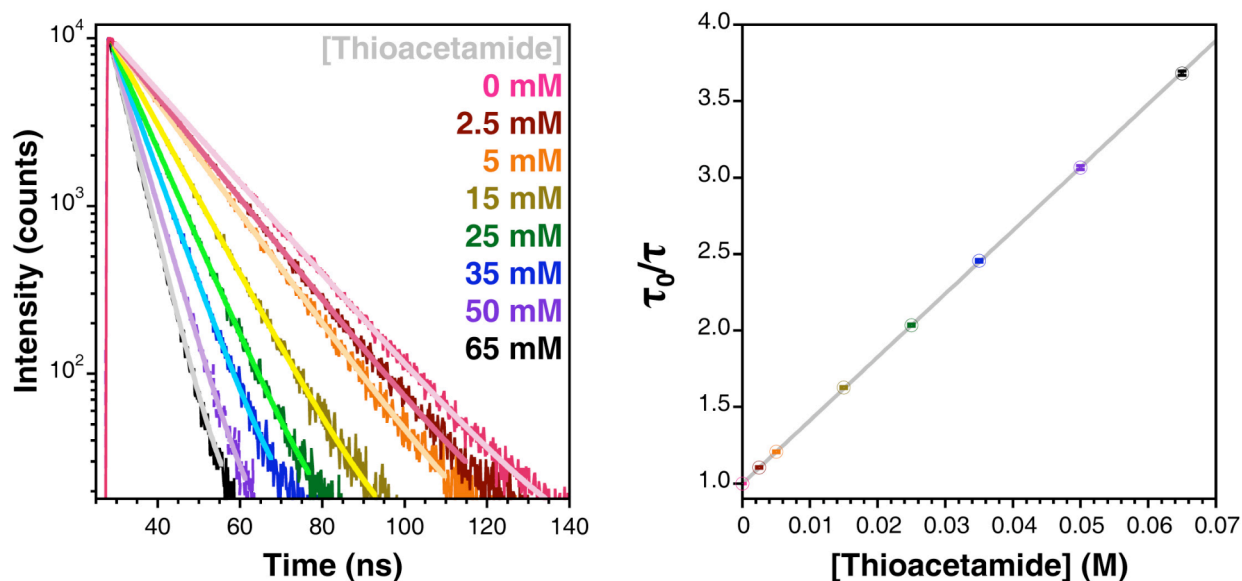 [Thioacetamide]
0 mM
2.5 mM
5 mM
15 mM
25 mM
35 mM
50 mM
65 mM
10⁴
10³
10²
Intensity (counts)
40 60 80 100 120 140
Time (ns)
4.0
3.5
3.0
2.5
2.0
1.5
1.0
τ₀/τ
0 0.01 0.02 0.03 0.04 0.05 0.06 0.07
[Thioacetamide] (M)